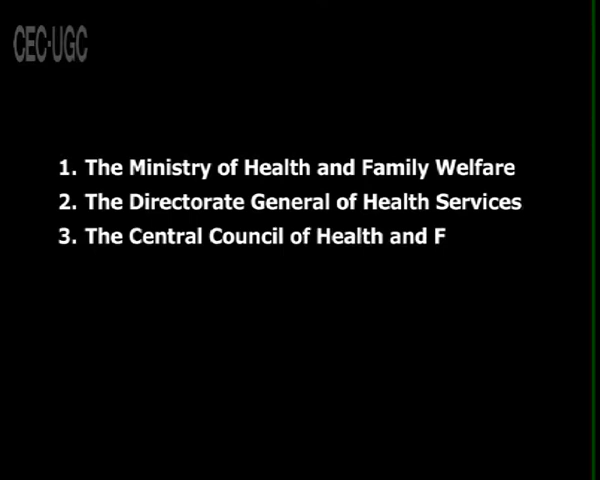 CEC-UGC
1. The Ministry of Health and Family Welfare
2. The Directorate General of Health Services
3. The Central Council of Health and F